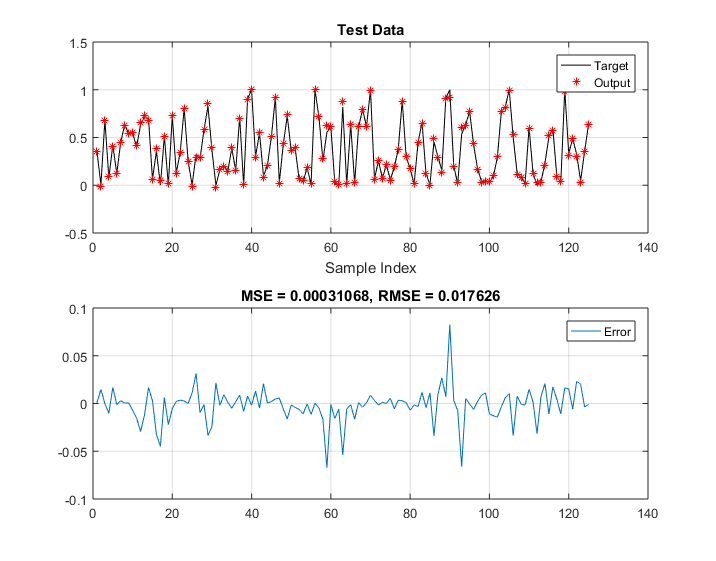 Test Data
1.5
1
0.5
0
-0.5
Target
Output
0 20 40 60 80 100 120 140
Sample Index
MSE = 0.00031068, RMSE = 0.017626
0.1
0.05
0
-0.05
-0.1
Error
0 20 40 60 80 100 120 140